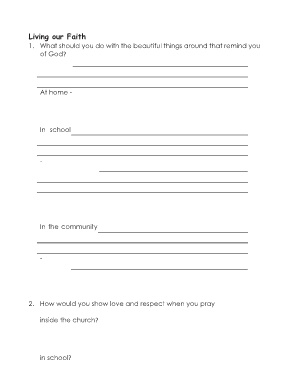 Living our Faith
1. What should you do with the beautiful things around that remind you
of God?
At home -
In school
-
In the community
-
2. How would you show love and respect when you pray
inside the church?
in school?